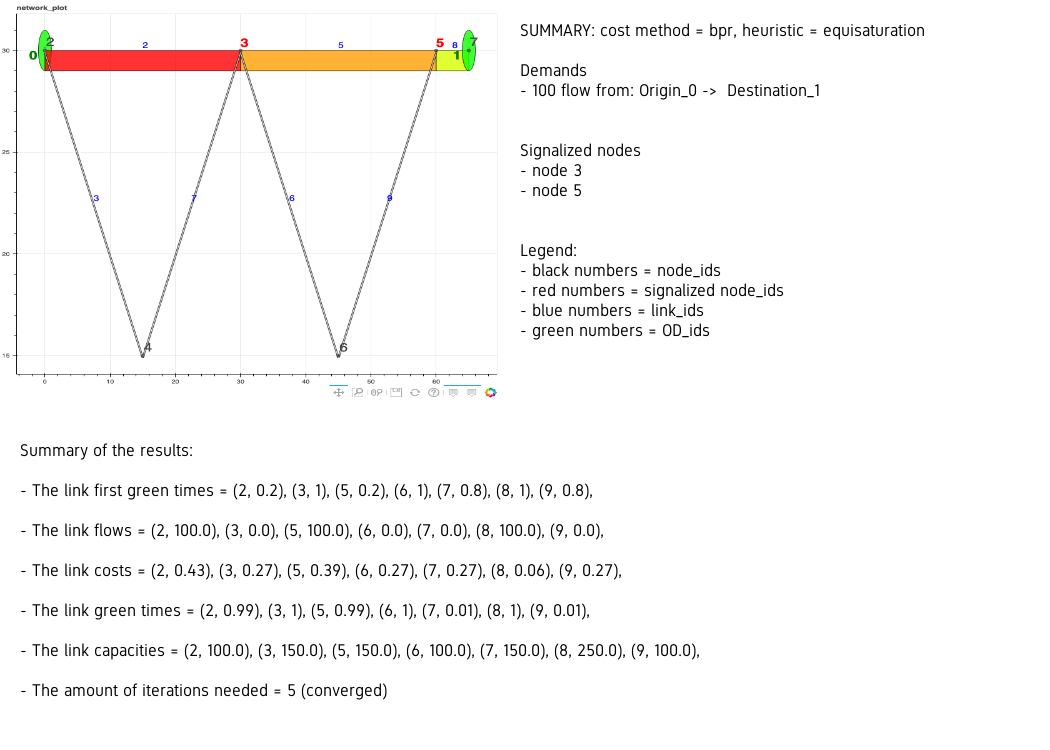 network_plot
30
25
20
15
0
10
20
30
40
50
60
0
2
2
3
5
5
8
1
7
3
7
6
9
4
6
SUMMARY: cost method = bpr, heuristic = equisaturation
Demands
- 100 flow from: Origin_0 -> Destination_1
Signalized nodes
- node 3
- node 5
Legend:
- black numbers = node_ids
- red numbers = signalized node_ids
- blue numbers = link_ids
- green numbers = OD_ids
Summary of the results:
- The link first green times = (2, 0.2), (3, 1), (5, 0.2), (6, 1), (7, 0.8), (8, 1), (9, 0.8),
- The link flows = (2, 100.0), (3, 0.0), (5, 100.0), (6, 0.0), (7, 0.0), (8, 100.0), (9, 0.0),
- The link costs = (2, 0.43), (3, 0.27), (5, 0.39), (6, 0.27), (7, 0.27), (8, 0.06), (9, 0.27),
- The link green times = (2, 0.99), (3, 1), (5, 0.99), (6, 1), (7, 0.01), (8, 1), (9, 0.01),
- The link capacities = (2, 100.0), (3, 150.0), (5, 150.0), (6, 100.0), (7, 150.0), (8, 250.0), (9, 100.0),
- The amount of iterations needed = 5 (converged)